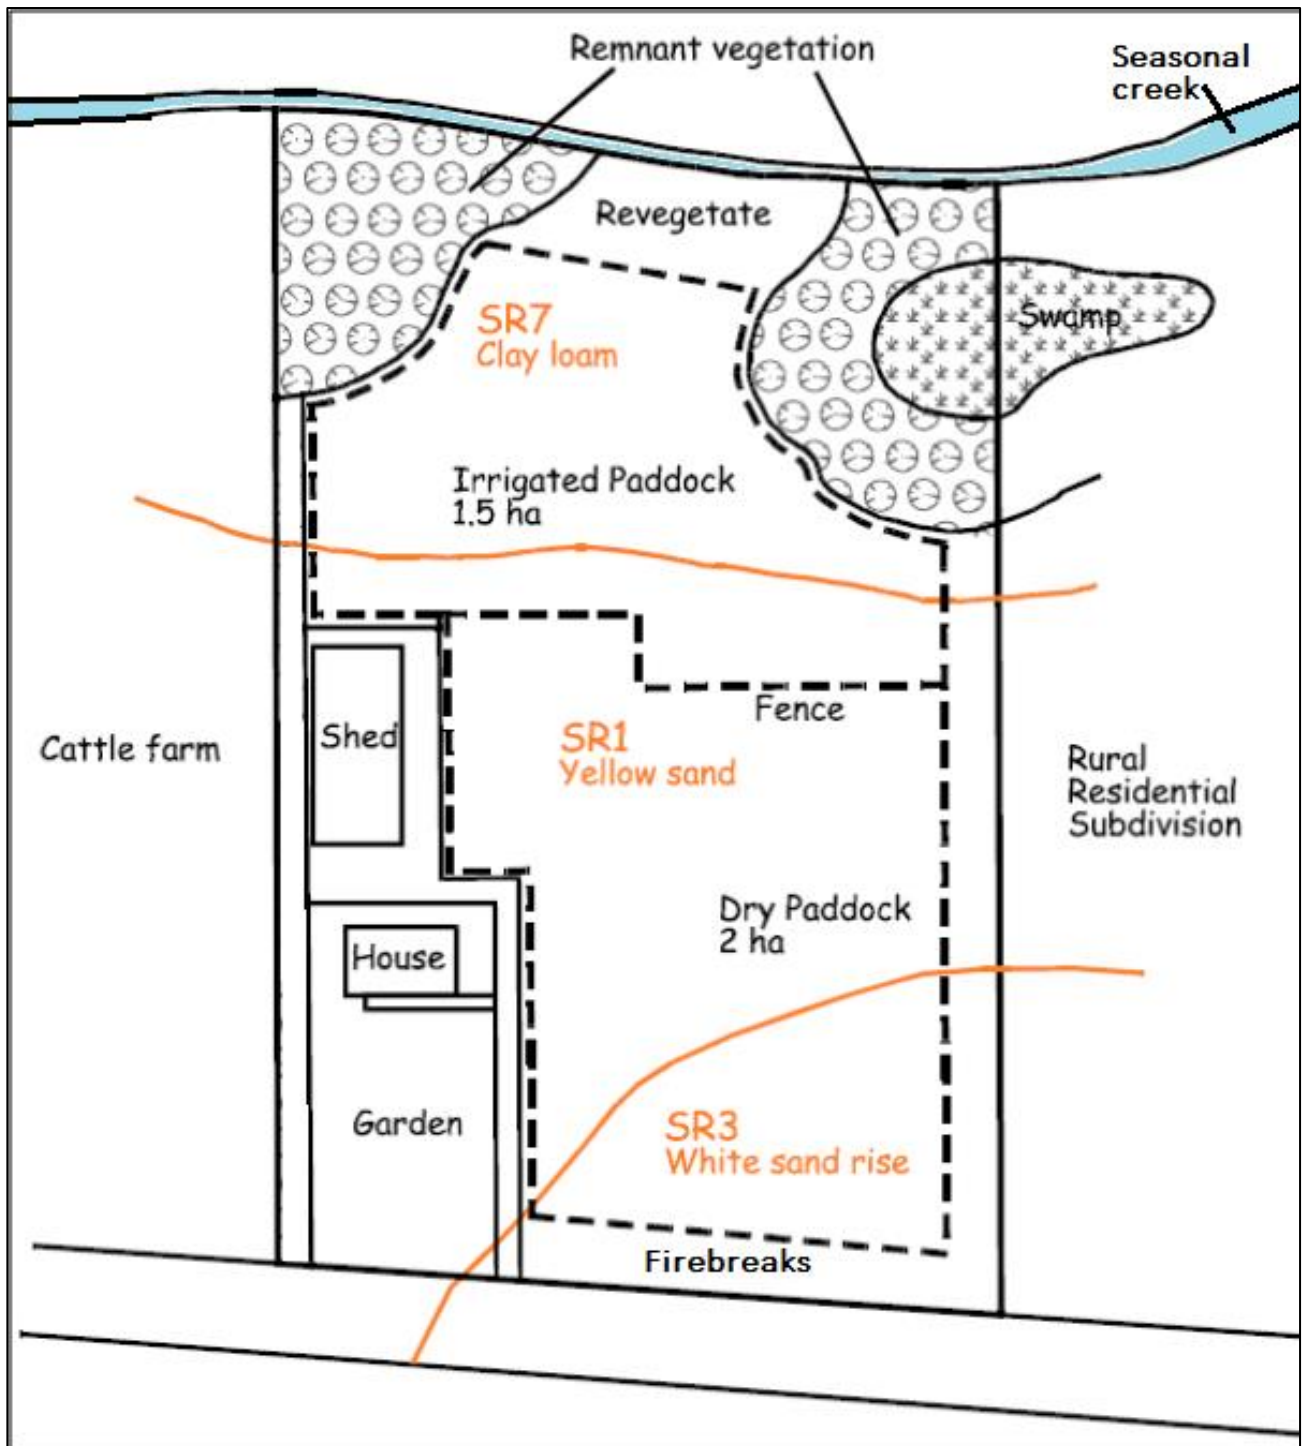 Remnant vegetation
Seasonal
creek
Revegetate
SR7
Clay loam
Swamp
Irrigated Paddock
1.5 ha
Shed
Fence
Cattle farm
SR1
Yellow sand
Rural
Residential
Subdivision
Dry Paddock
2 ha
House
Garden
SR3
White sand rise
Firebreaks